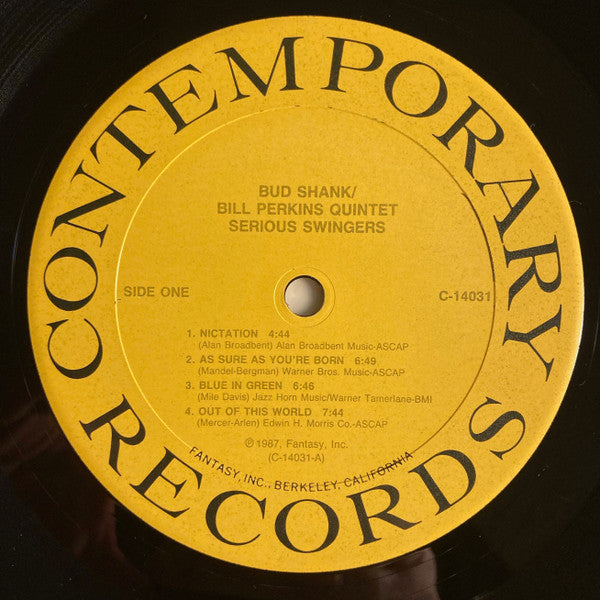 CONTEMPORARY RECORDS
BUD SHANK/
BILL PERKINS QUINTET
SERIOUS SWINGERS
SIDE ONE
C-14031
1. NICTATION 4:44
(Alan Broadbent) Alan Broadbent Music-ASCAP
2. AS SURE AS YOU'RE BORN 6:49
(Mandel-Bergman) Warner Bros. Music-ASCAP
3. BLUE IN GREEN 6:46
(Mile Davis) Jazz Horn Music/Warner Tamerlane-BMI
4. OUT OF THIS WORLD 7:44
(Mercer-Arlen) Edwin H. Morris Co.-ASCAP
℗ 1987, Fantasy, Inc.
(C-14031-A)
FANTASY, INC., BERKELEY, CALIFORNIA